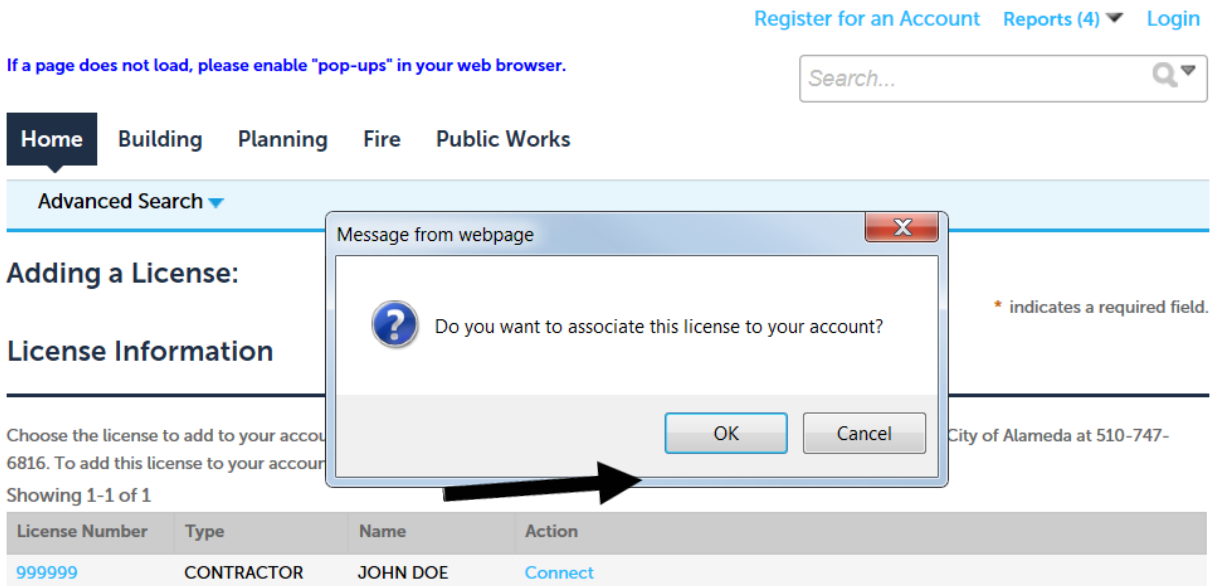 Register for an Account Reports (4) Login
If a page does not load, please enable "pop-ups" in your web browser.
Search...
Home Building Planning Fire Public Works
Advanced Search
Message from webpage
X
Adding a License:
* indicates a required field.
Do you want to associate this license to your account?
License Information
OK Cancel
Choose the license to add to your City of Alameda at 510-747-
6816. To add this license to your
Showing 1-1 of 1
License Number Type Name Action
999999 CONTRACTOR JOHN DOE Connect